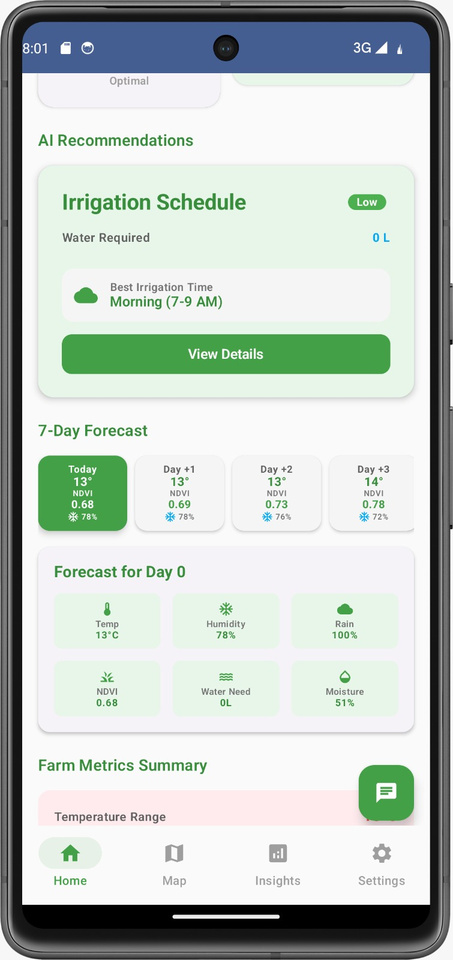 8:01
3G
Optimal
AI Recommendations
Irrigation Schedule
Low
Water Required
0 L
Best Irrigation Time
Morning (7-9 AM)
View Details
7-Day Forecast
Today
13°
NDVI
0.68
78%
Day +1
13°
NDVI
0.69
78%
Day +2
13°
NDVI
0.73
76%
Day +3
14°
NDVI
0.78
72%
Forecast for Day 0
Temp
13°C
Humidity
78%
Rain
100%
NDVI
0.68
Water Need
0L
Moisture
51%
Farm Metrics Summary
Temperature Range
Home
Map
Insights
Settings